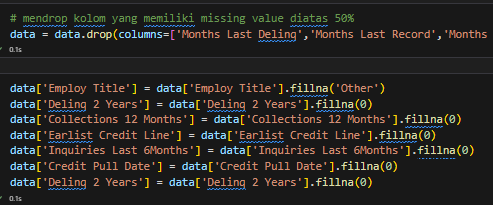 # mendrop kolom yang memiliki missing value diatas 50%
data = data.drop(columns=['Months Last Deling','Months Last Record','Months
0.1s
data['Employ Title'] = data['Employ Title'].fillna('Other')
data['Deling 2 Years'] = data['Deling 2 Years'].fillna(0)
data['Collections 12 Months'] = data['Collections 12 Months'].fillna(0)
data['Earlist Credit Line'] = data['Earlist Credit Line'].fillna(0)
data['Inquiries Last 6Months'] = data['Inquiries Last 6Months'].fillna(0)
data['Credit Pull Date'] = data['Credit Pull Date'].fillna(0)
data['Deling 2 Years'] = data['Deling 2 Years'].fillna(0)
0.1s